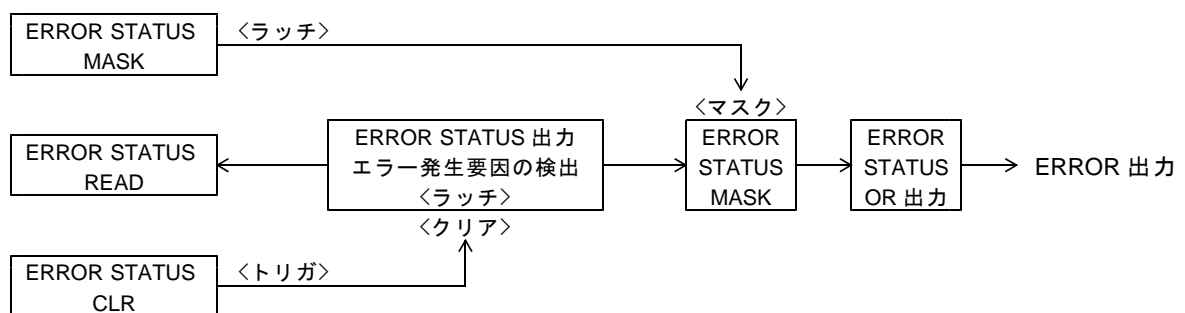 ERROR STATUS
MASK
〈ラッチ〉
〈マスク〉
ERROR STATUS
READ
ERROR STATUS 出力
エラー発生要因の検出
〈ラッチ〉
〈クリア〉
ERROR
STATUS
MASK
ERROR
STATUS
OR 出力
ERROR 出力
ERROR STATUS
CLR
〈トリガ〉